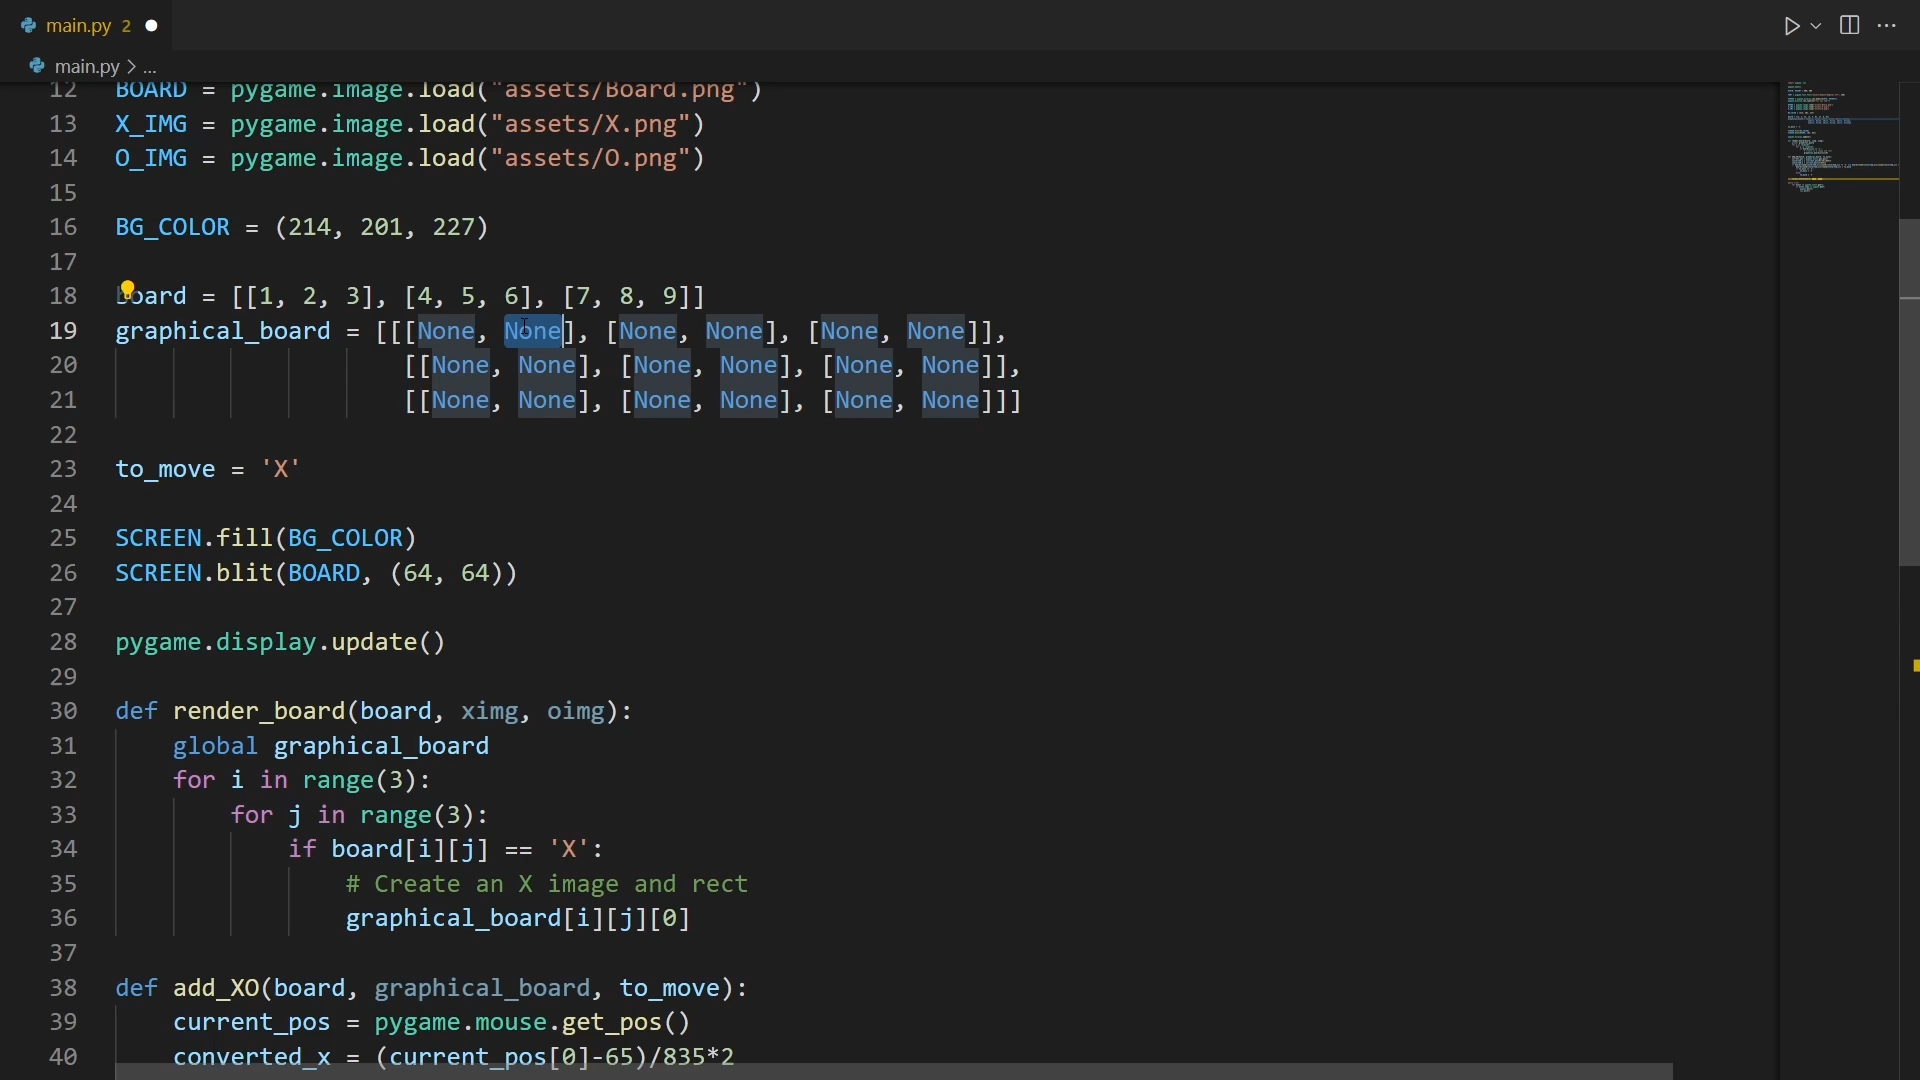 main.py 2
main.py > ...
12 BOARD = pygame.image.load("assets/Board.png")
13 X_IMG = pygame.image.load("assets/X.png")
14 O_IMG = pygame.image.load("assets/O.png")
15
16 BG_COLOR = (214, 201, 227)
17
18 board = [[1, 2, 3], [4, 5, 6], [7, 8, 9]]
19 graphical_board = [[[None, None], [None, None], [None, None]],
20                     [[None, None], [None, None], [None, None]],
21                     [[None, None], [None, None], [None, None]]]
22
23 to_move = 'X'
24
25 SCREEN.fill(BG_COLOR)
26 SCREEN.blit(BOARD, (64, 64))
27
28 pygame.display.update()
29
30 def render_board(board, ximg, oimg):
31     global graphical_board
32     for i in range(3):
33         for j in range(3):
34             if board[i][j] == 'X':
35                 # Create an X image and rect
36                 graphical_board[i][j][0]
37
38 def add_XO(board, graphical_board, to_move):
39     current_pos = pygame.mouse.get_pos()
40     converted_x = (current_pos[0]-65)/835*2